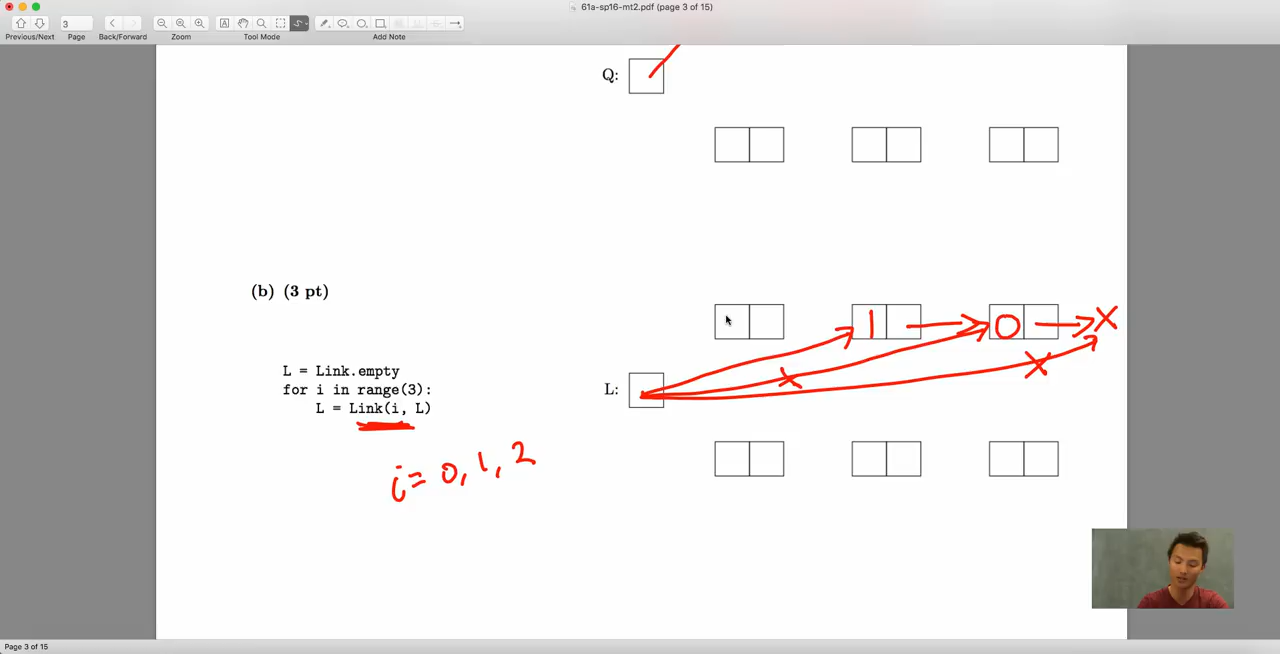 61a-sp16-mt2.pdf (page 3 of 15)
3
A
Previous/Next Page Back/Forward Zoom Tool Mode Add Note
Q:
(b) (3 pt)
1 0 X
L = Link.empty
for i in range(3):
L = Link(i, L)
L:
i = 0, 1, 2
Page 3 of 15